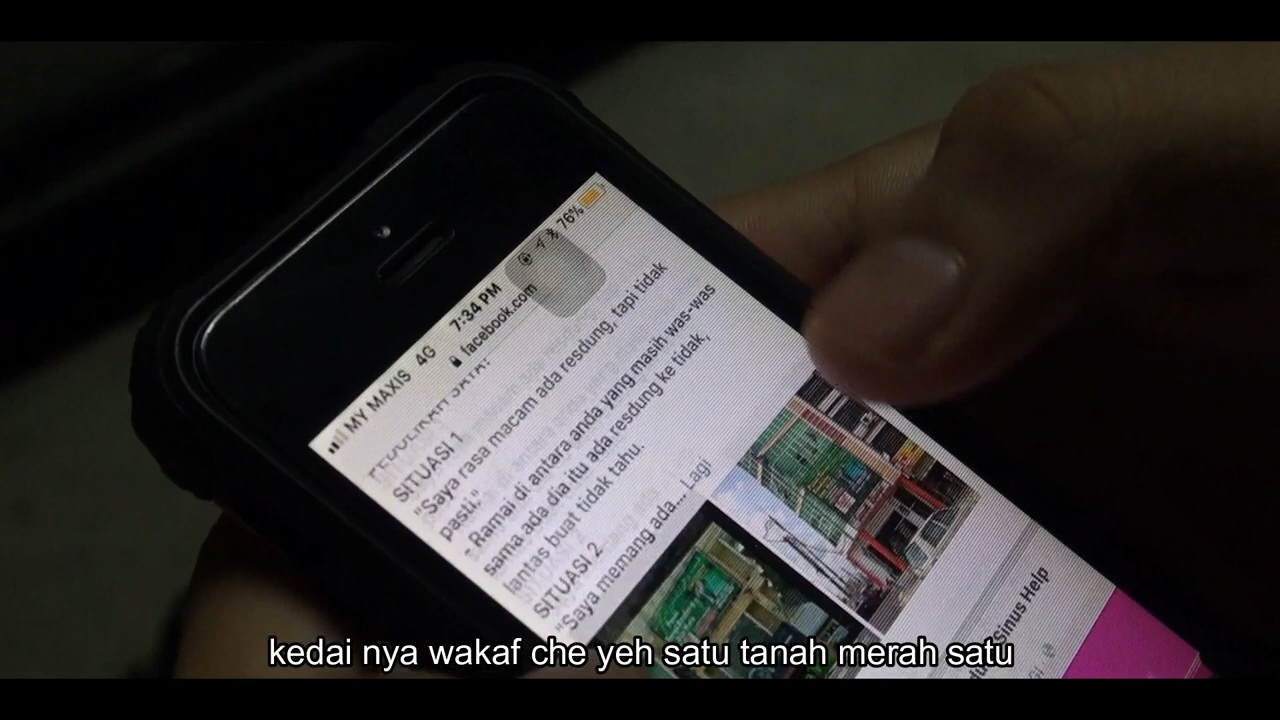 MY MAXIS 4G 7:34 PM 76%
facebook.com
SITUASI 1
"Saya rasa macam ada resdung, tapi tidak
pasti."
- Ramai di antara anda yang masih was-was
sama ada dia itu ada resdung ke tidak,
lantas buat tidak tahu.
SITUASI 2
"Saya memang ada... Lagi
Sinus Help
kedai nya wakaf che yeh satu tanah merah satu